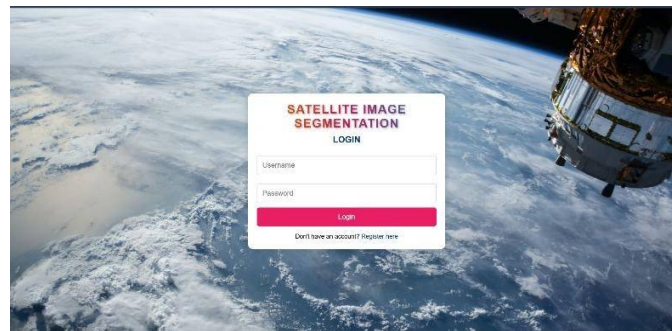 SATELLITE IMAGE
SEGMENTATION
LOGIN
Username
Password
Login
Don't have an account? Register here